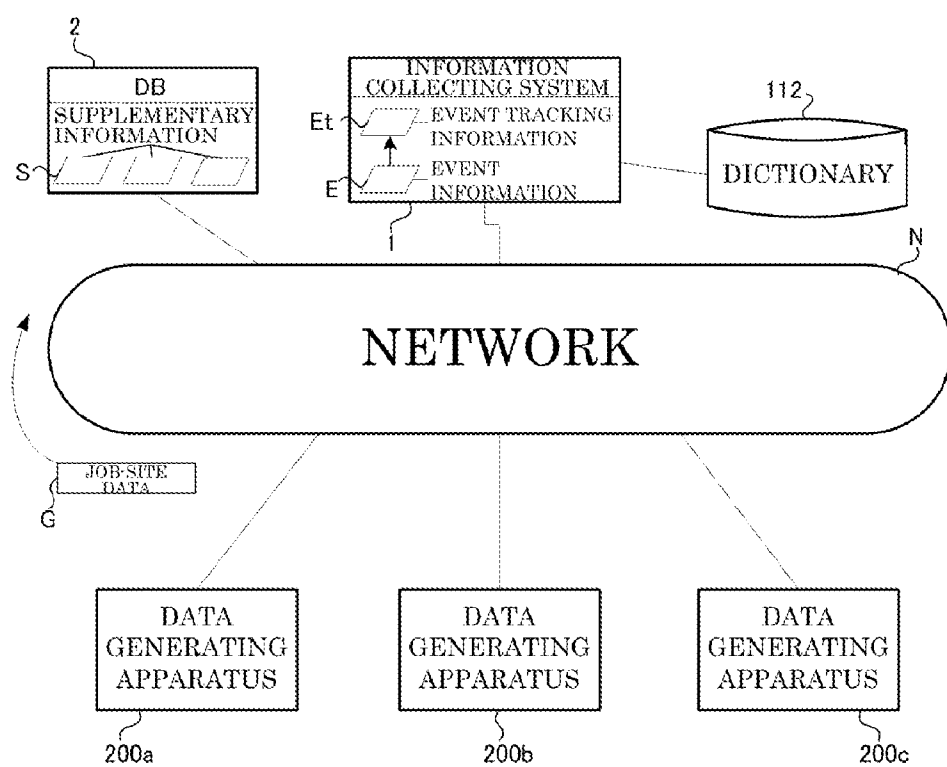 2
DB
SUPPLEMENTARY
INFORMATION
S
INFORMATION
COLLECTING SYSTEM
Et
EVENT TRACKING
INFORMATION
E
EVENT
INFORMATION
1
112
DICTIONARY
N
NETWORK
JOB-SITE
DATA
G
DATA
GENERATING
APPARATUS
200a
DATA
GENERATING
APPARATUS
200b
DATA
GENERATING
APPARATUS
200c